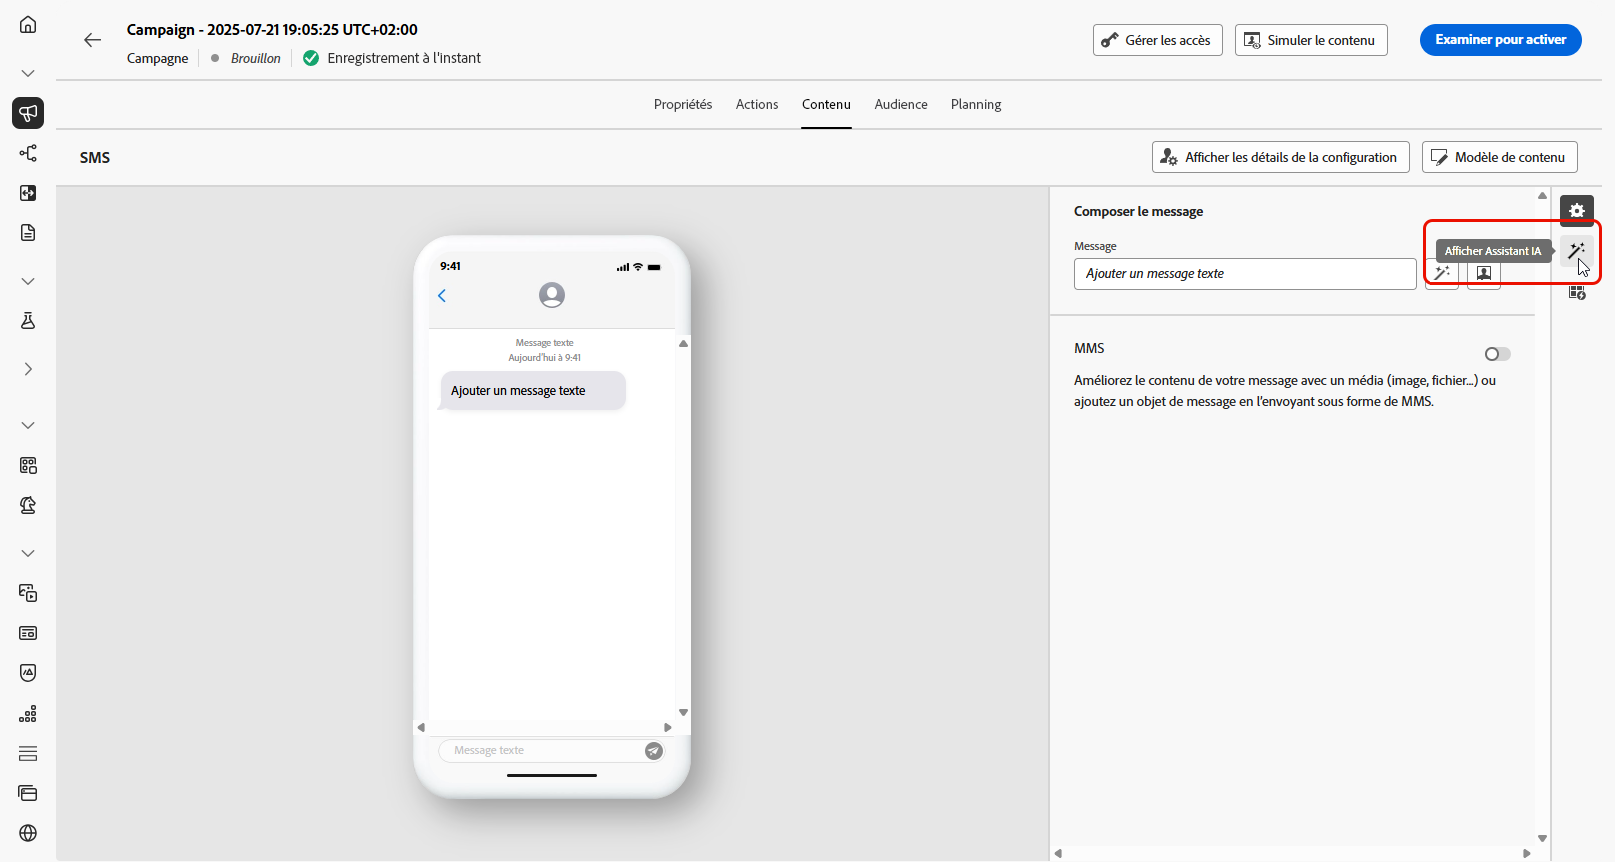 Campaign - 2025-07-21 19:05:25 UTC+02:00
Campagne
Brouillon
Enregistrement à l'instant
Gérer les accès
Simuler le contenu
Examiner pour activer
Propriétés
Actions
Contenu
Audience
Planning
SMS
Afficher les détails de la configuration
Modèle de contenu
9:41
Message texte
Aujourd'hui à 9:41
Ajouter un message texte
Message texte
Composer le message
Message
Afficher Assistant IA
Ajouter un message texte
MMS
Améliorez le contenu de votre message avec un média (image, fichier...) ou
ajoutez un objet de message en l'envoyant sous forme de MMS.